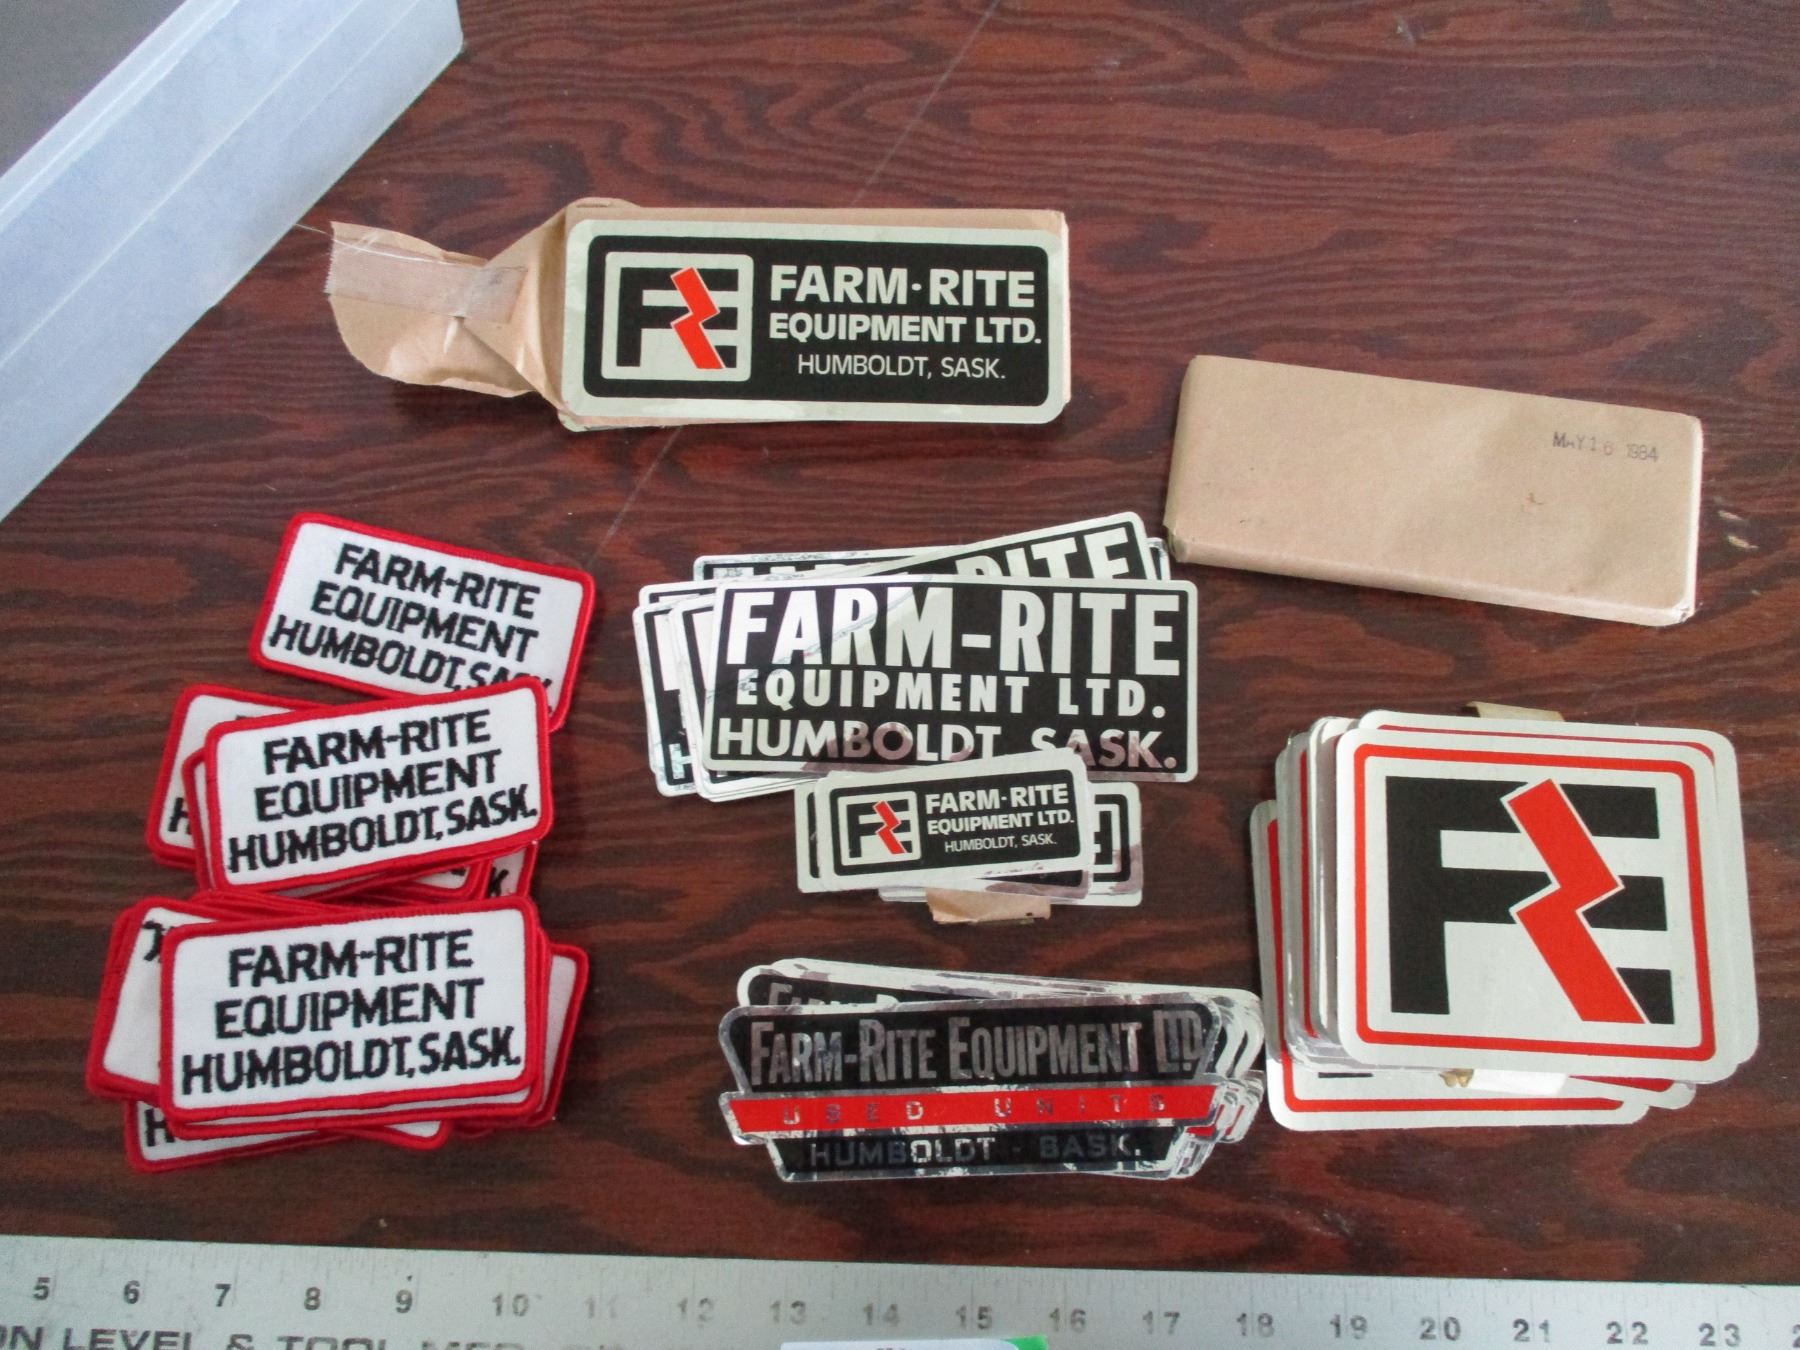 FARM-RITE
EQUIPMENT LTD.
HUMBOLDT, SASK.
MAY 16 1984
FARM-RITE
EQUIPMENT
HUMBOLDT, SASK.
FARM-RITE
EQUIPMENT
HUMBOLDT, SASK.
K
FARM-RITE
EQUIPMENT
HUMBOLDT, SASK.
H
RITE
FARM-RITE
EQUIPMENT LTD.
HUMBOLDT, SASK.
FARM-RITE
EQUIPMENT LTD.
HUMBOLDT, SASK.
FE
FARM-RITE EQUIPMENT LTD
USED UNITS
HUMBOLDT - SASK.
5 6 7 8 9 10 11 12 13 14 15 16 17 18 19 20 21 22 23
ON LEVEL & TOOL